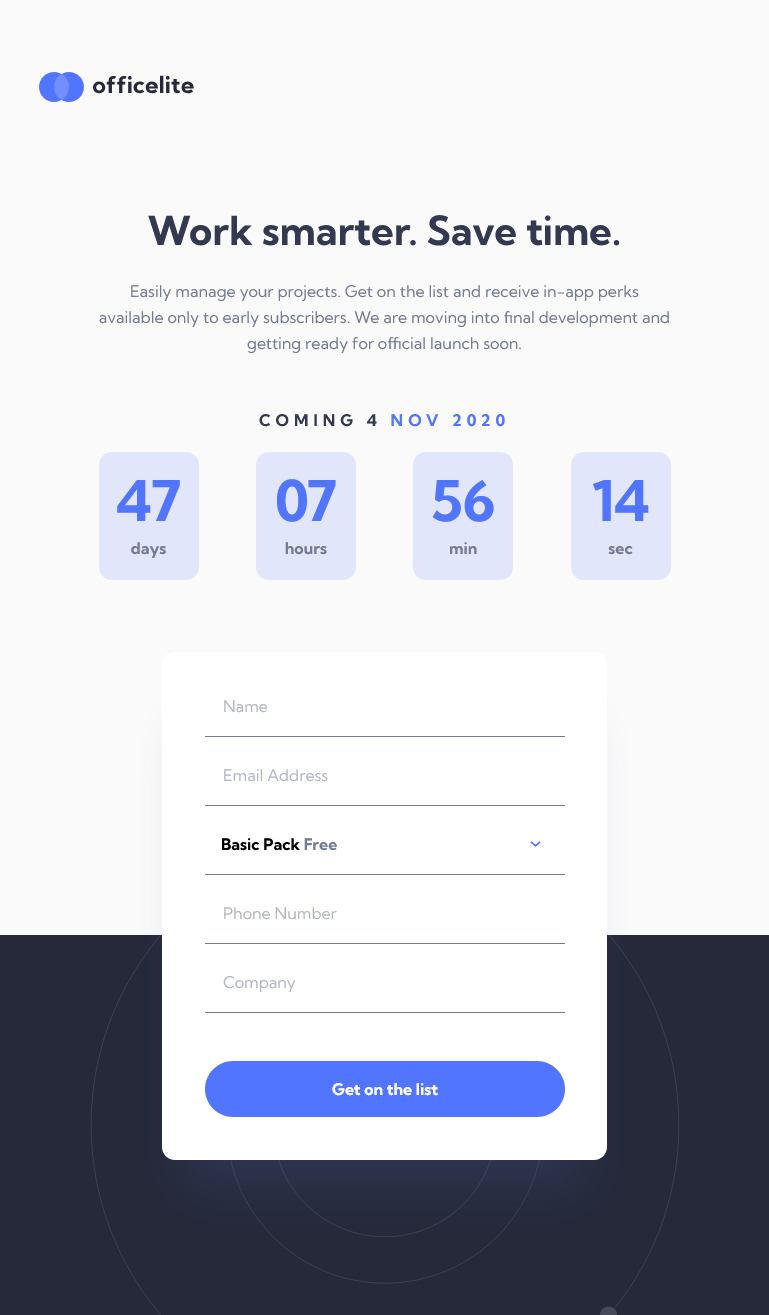 officelite
Work smarter. Save time.
Easily manage your projects. Get on the list and receive in-app perks
available only to early subscribers. We are moving into final development and
getting ready for official launch soon.
COMING 4 NOV 2020
47 07 56 14
days hours min sec
Name
Email Address
Basic Pack Free
Phone Number
Company
Get on the list